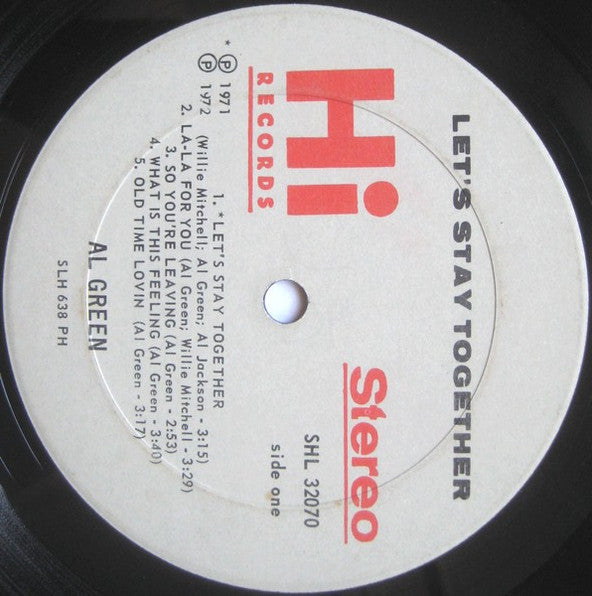 LET'S STAY TOGETHER
Hi
RECORDS
Stereo
SHL 32070
side one
* Ⓟ 1971
Ⓟ 1972
1. *LET'S STAY TOGETHER
(Willie Mitchell; Al Green; Al Jackson - 3:15)
2. LA-LA FOR YOU (Al Green; Willie Mitchell - 3:29)
3. SO YOU'RE LEAVING (Al Green - 2:53)
4. WHAT IS THIS FEELING (Al Green - 3:40)
5. OLD TIME LOVIN (Al Green - 3:17)
AL GREEN
SLH 638 PH